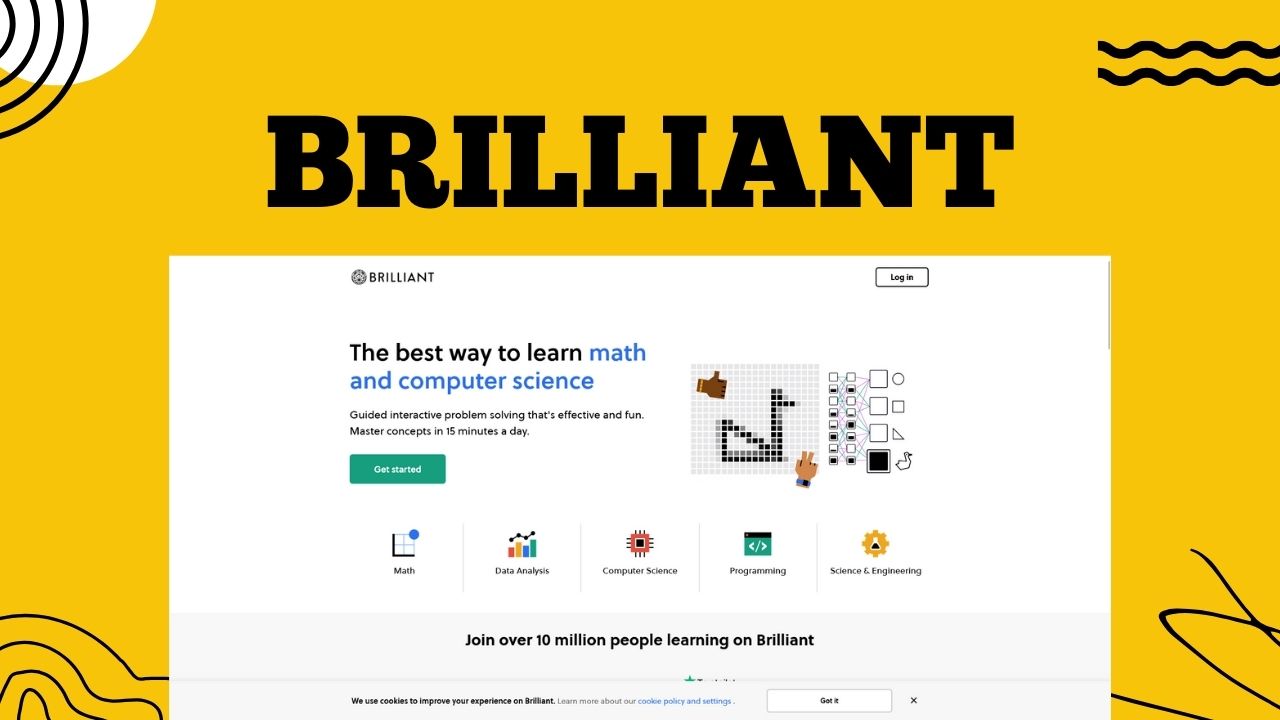 BRILLIANT
BRILLIANT
Log in
The best way to learn math
and computer science
Guided interactive problem solving that's effective and fun.
Master concepts in 15 minutes a day.
Get started
Math
Data Analysis
Computer Science
Programming
Science & Engineering
Join over 10 million people learning on Brilliant
We use cookies to improve your experience on Brilliant. Learn more about our cookie policy and settings .
Got it